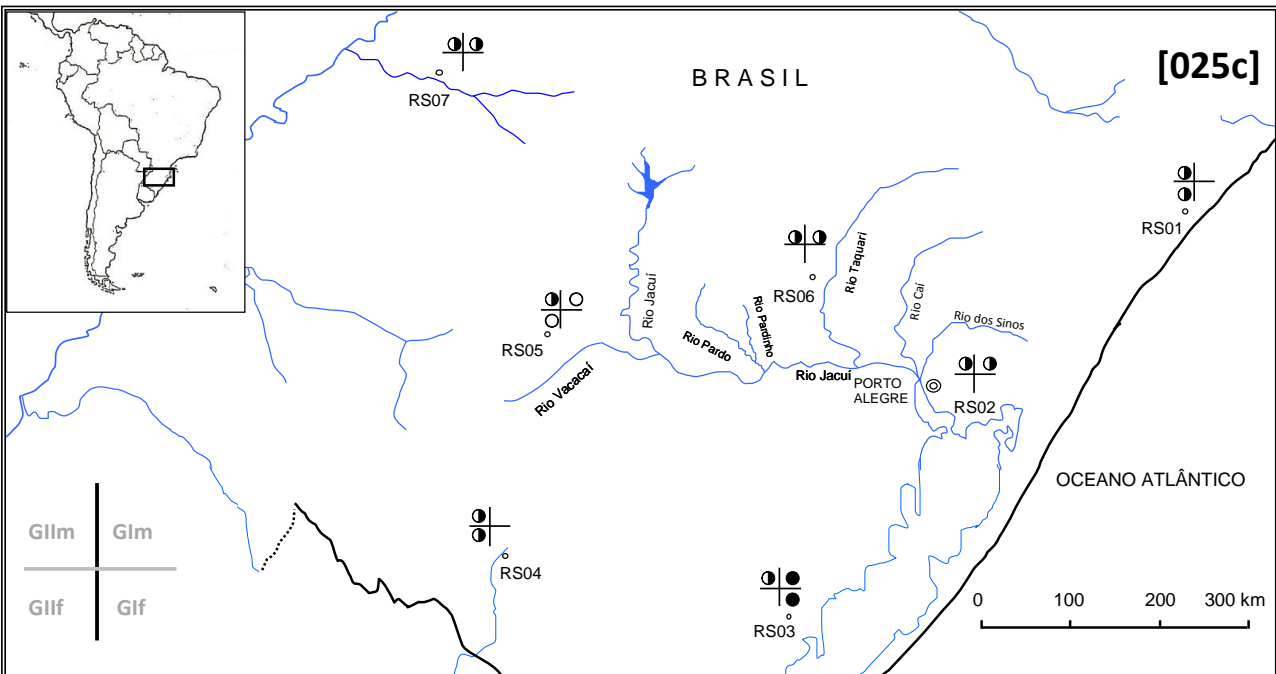 [025c]
BRASIL
RS07
RS01
Rio Taquari
RS06
Rio Jacuí
Rio Caí
Rio dos Sinos
Rio Pardinho
Rio Pardo
RS05
Rio Vacacaí
Rio Jacuí
PORTO
ALEGRE
RS02
OCEANO ATLÂNTICO
GIIm GIm
GIIf GIf
RS04
RS03
0 100 200 300 km